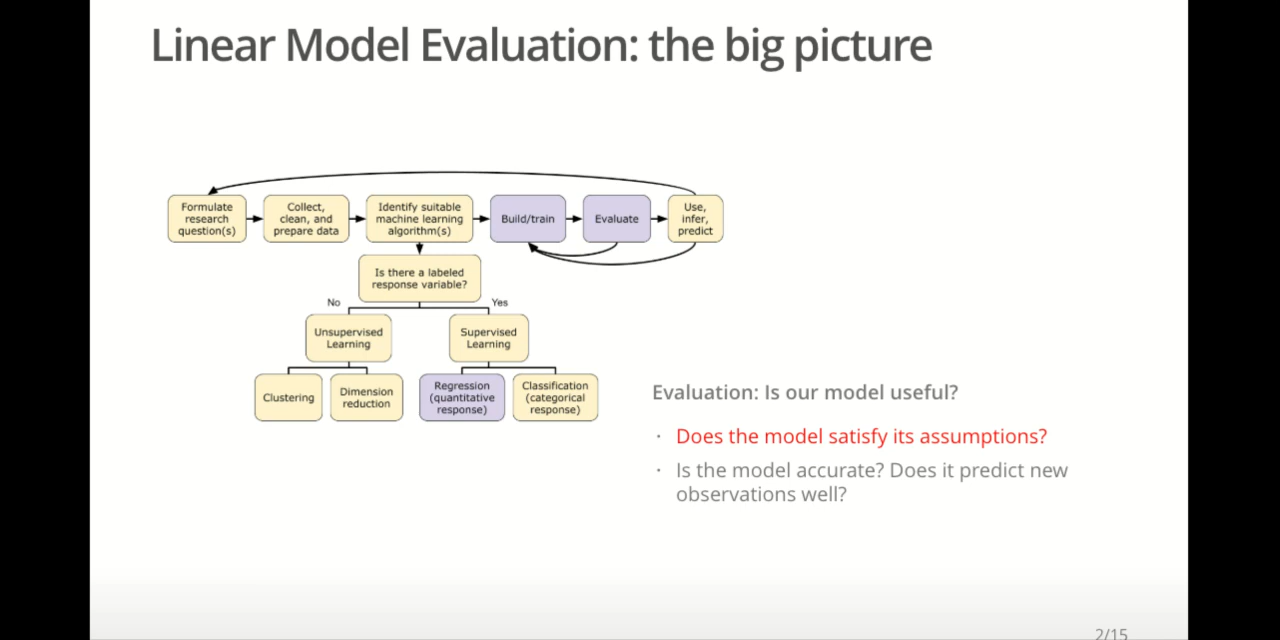 Linear Model Evaluation: the big picture
Formulate
research
question(s)
Collect,
clean, and
prepare data
Identify suitable
machine learning
algorithm(s)
Build/train
Evaluate
Use,
infer,
predict
Is there a labeled
response variable?
No
Yes
Unsupervised
Learning
Supervised
Learning
Clustering
Dimension
reduction
Regression
(quantitative
response)
Classification
(categorical
response)
Evaluation: Is our model useful?
· Does the model satisfy its assumptions?
· Is the model accurate? Does it predict new
observations well?
2/15